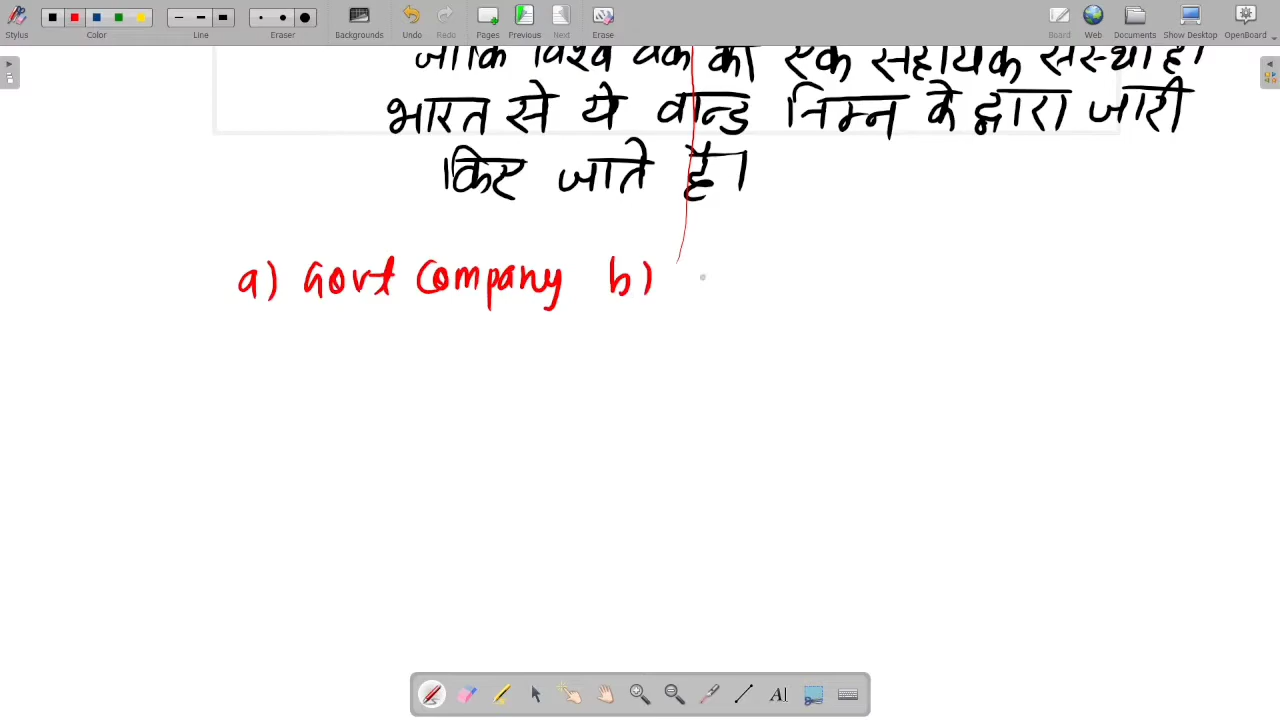 Stylus Color Line Eraser Backgrounds Undo Redo Pages Previous Next Erase Board Web Documents Show Desktop OpenBoard
जोकि विश्व बैंक की एक सहायक संस्था है।
भारत से ये वान्ड निम्न के द्वारा जारी
किए जाते है।
a) Govt Company b)
AI